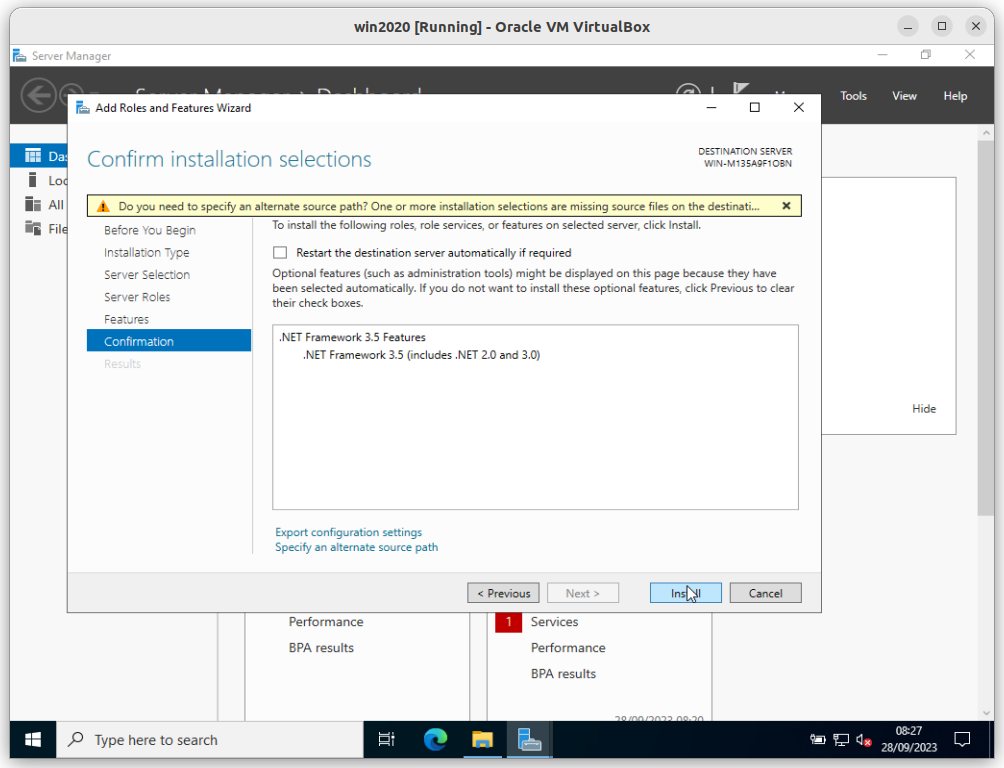 win2020 [Running] - Oracle VM VirtualBox
Server Manager
Tools View Help
Add Roles and Features Wizard
Confirm installation selections
DESTINATION SERVER
WIN-M135A9F1OBN
Do you need to specify an alternate source path? One or more installation selections are missing source files on the destinati...
Before You Begin
Installation Type
Server Selection
Server Roles
Features
Confirmation
Results
To install the following roles, role services, or features on selected server, click Install.
Restart the destination server automatically if required
Optional features (such as administration tools) might be displayed on this page because they have
been selected automatically. If you do not want to install these optional features, click Previous to clear
their check boxes.
.NET Framework 3.5 Features
.NET Framework 3.5 (includes .NET 2.0 and 3.0)
Export configuration settings
Specify an alternate source path
< Previous
Next >
Install
Cancel
Hide
Performance
BPA results
1 Services
Performance
BPA results
28/09/2023 08:20
Type here to search
08:27
28/09/2023